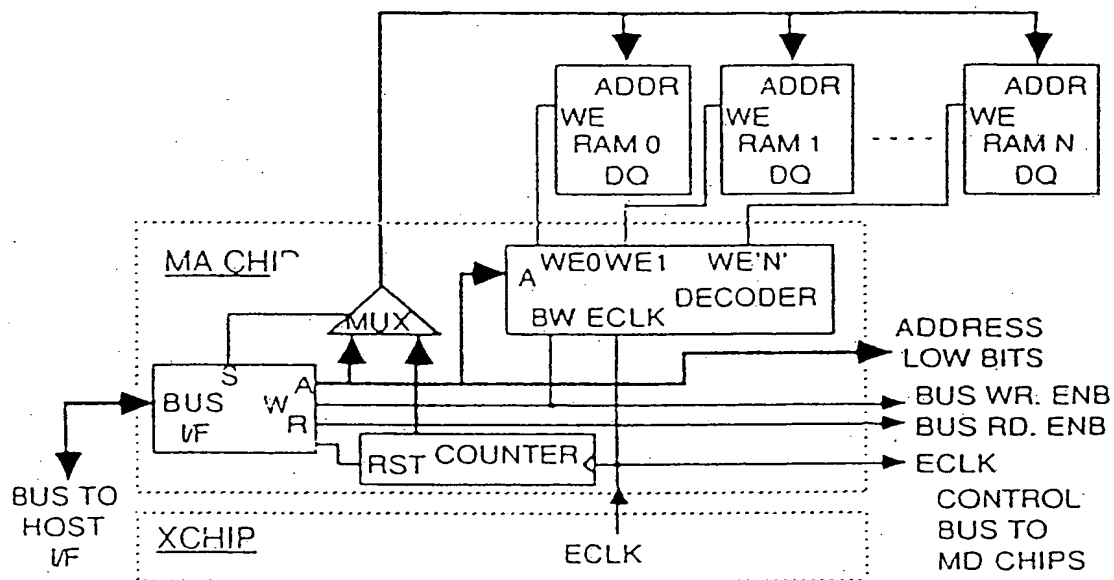 ADDR ADDR ADDR
WE WE WE
RAM 0 RAM 1 RAM N
DQ DQ DQ
MA CHIP
WE0 WE1 WE'N'
A
DECODER
BW ECLK
MUX
S
A
BUS W
I/F R
RST COUNTER
ADDRESS
LOW BITS
BUS WR. ENB
BUS RD. ENB
ECLK
CONTROL
BUS TO
MD CHIPS
BUS TO
HOST
I/F
XCHIP
ECLK